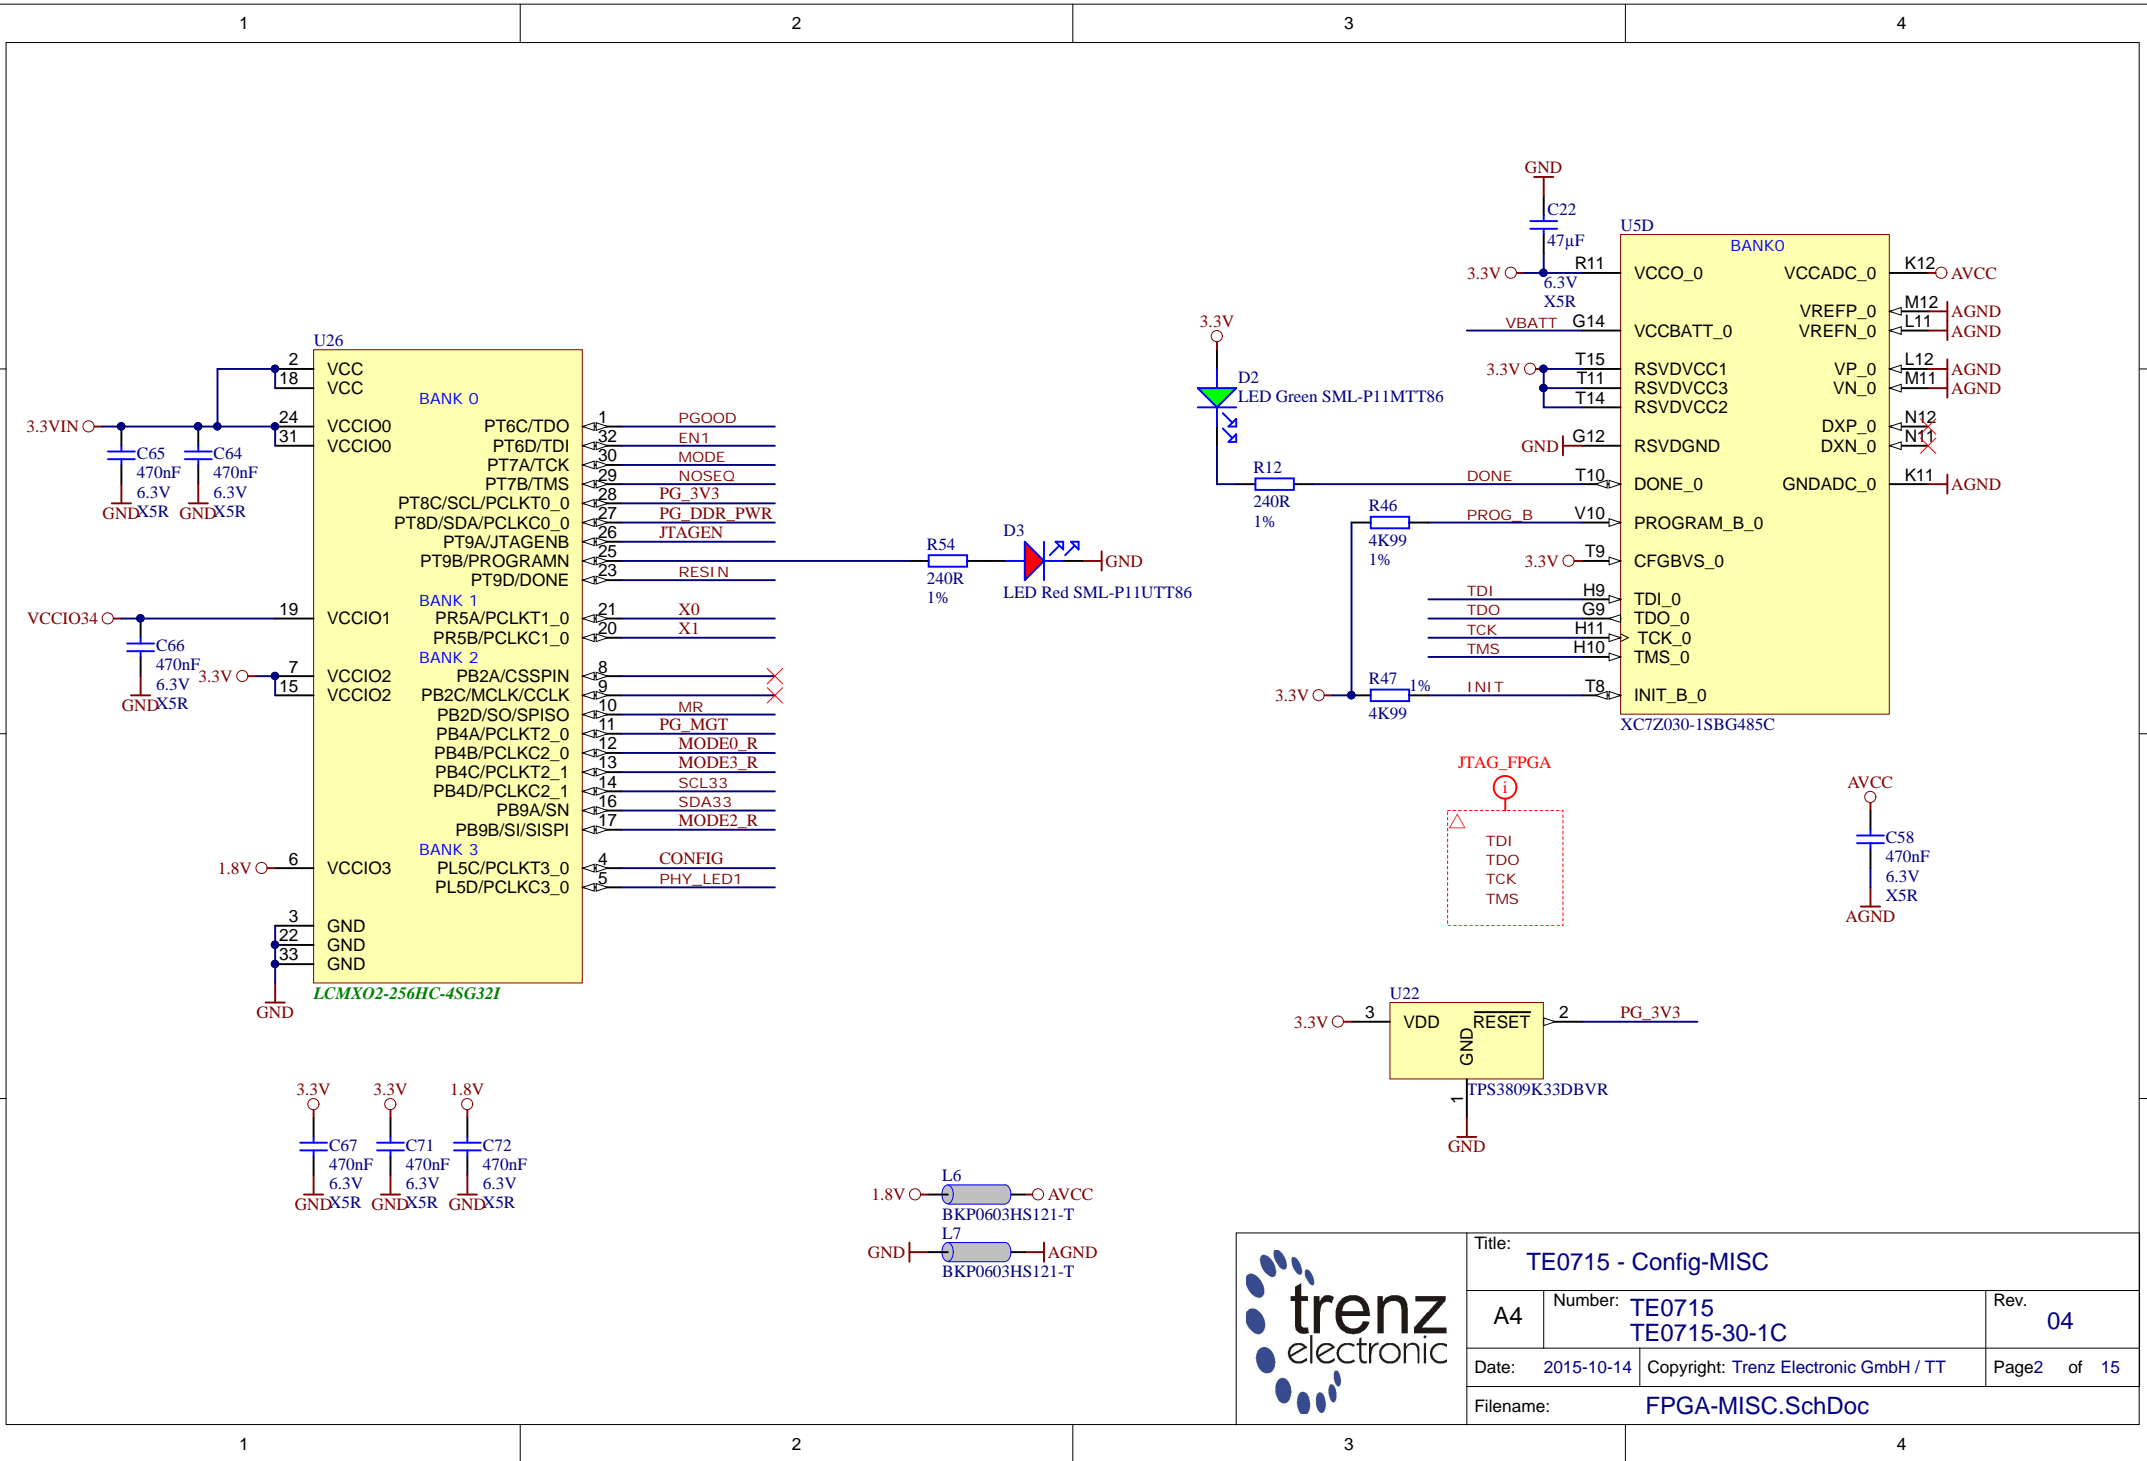 1 2 3 4
U26
2 VCC
18 VCC
BANK 0
3.3VIN
24 VCCIO0
31 VCCIO0
C65
470nF
6.3V
X5R
GND
C64
470nF
6.3V
X5R
GND
PT6C/TDO 1 PGOOD
PT6D/TDI 32 EN1
PT7A/TCK 30 MODE
PT7B/TMS 29 NOSEQ
PT8C/SCL/PCLKT0_0 28 PG_3V3
PT8D/SDA/PCLKC0_0 27 PG_DDR_PWR
PT9A/JTAGENB 26 JTAGEN
PT9B/PROGRAMN 25
PT9D/DONE 23 RESIN
R54
240R
1%
D3
LED Red SML-P11UTT86
GND
BANK 1
VCCIO34 19 VCCIO1
PR5A/PCLKT1_0 21 X0
PR5B/PCLKC1_0 20 X1
C66
470nF
6.3V
X5R
GND
BANK 2
3.3V
7 VCCIO2
15 VCCIO2
PB2A/CSSPIN 8
PB2C/MCLK/CCLK 9
PB2D/SO/SPISO 10 MR
PB4A/PCLKT2_0 11 PG_MGT
PB4B/PCLKC2_0 12 MODE0_R
PB4C/PCLKT2_1 13 MODE3_R
PB4D/PCLKC2_1 14 SCL33
PB9A/SN 16 SDA33
PB9B/SI/SISPI 17 MODE2_R
BANK 3
1.8V 6 VCCIO3
PL5C/PCLKT3_0 4 CONFIG
PL5D/PCLKC3_0 5 PHY_LED1
3 GND
22 GND
33 GND
GND
LCMXO2-256HC-4SG32I
3.3V
C67
470nF
6.3V
X5R
GND
3.3V
C71
470nF
6.3V
X5R
GND
1.8V
C72
470nF
6.3V
X5R
GND
1.8V L6 AVCC
BKP0603HS121-T
GND L7 AGND
BKP0603HS121-T
GND
C22
47µF
6.3V
X5R
U5D
BANK0
3.3V R11 VCCO_0
VBATT G14 VCCBATT_0
3.3V T15 RSVDVCC1
T11 RSVDVCC3
T14 RSVDVCC2
GND G12 RSVDGND
DONE T10 DONE_0
PROG_B V10 PROGRAM_B_0
3.3V T9 CFGBVS_0
TDI H9 TDI_0
TDO G9 TDO_0
TCK H11 TCK_0
TMS H10 TMS_0
INIT T8 INIT_B_0
VCCADC_0 K12 AVCC
VREFP_0 M12 AGND
VREFN_0 L11 AGND
VP_0 L12 AGND
VN_0 M11 AGND
DXP_0 N12
DXN_0 N11
GNDADC_0 K11 AGND
XC7Z030-1SBG485C
3.3V
D2
LED Green SML-P11MTT86
R12
240R
1%
R46
4K99
1%
3.3V
R47 1%
4K99
JTAG_FPGA
i
TDI
TDO
TCK
TMS
AVCC
C58
470nF
6.3V
X5R
AGND
U22
3.3V 3 VDD RESET 2 PG_3V3
GND
TPS3809K33DBVR
1
GND
trenz
electronic
Title:
TE0715 - Config-MISC
A4
Number: TE0715
TE0715-30-1C
Rev.
04
Date: 2015-10-14 Copyright: Trenz Electronic GmbH / TT Page2 of 15
Filename: FPGA-MISC.SchDoc
1 2 3 4